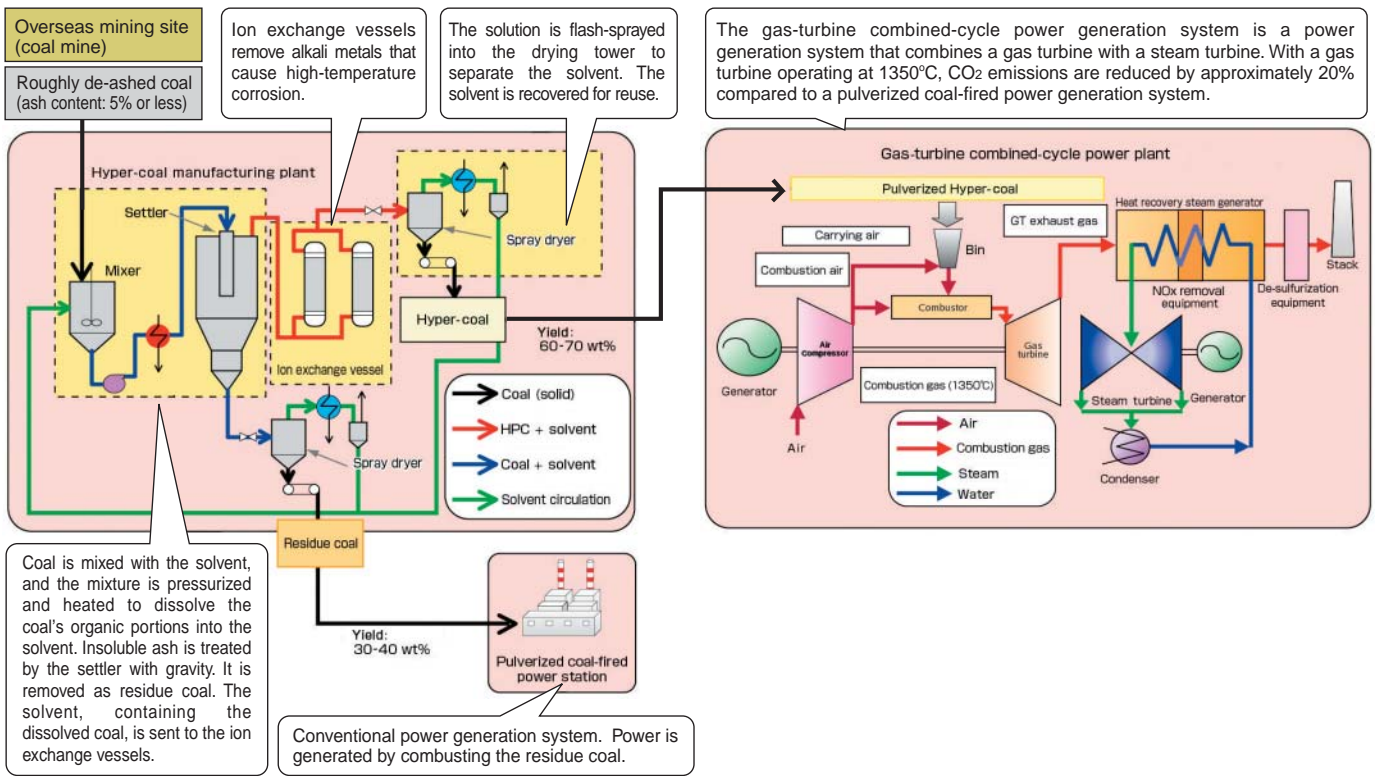 Overseas mining site
(coal mine)
Roughly de-ashed coal
(ash content: 5% or less)
Ion exchange vessels
remove alkali metals that
cause high-temperature
corrosion.
The solution is flash-sprayed
into the drying tower to
separate the solvent. The
solvent is recovered for reuse.
The gas-turbine combined-cycle power generation system is a power
generation system that combines a gas turbine with a steam turbine. With a gas
turbine operating at 1350°C, CO2 emissions are reduced by approximately 20%
compared to a pulverized coal-fired power generation system.
Hyper-coal manufacturing plant
Settler
Mixer
Spray dryer
Hyper-coal
Yield:
60-70 wt%
Ion exchange vessel
Spray dryer
Coal (solid)
HPC + solvent
Coal + solvent
Solvent circulation
Residue coal
Yield:
30-40 wt%
Pulverized coal-fired
power station
Coal is mixed with the solvent,
and the mixture is pressurized
and heated to dissolve the
coal's organic portions into the
solvent. Insoluble ash is treated
by the settler with gravity. It is
removed as residue coal. The
solvent, containing the
dissolved coal, is sent to the ion
exchange vessels.
Conventional power generation system. Power is
generated by combusting the residue coal.
Gas-turbine combined-cycle power plant
Pulverized Hyper-coal
GT exhaust gas
Heat recovery steam generator
Carrying air
Bin
Combustion air
Stack
NOx removal
equipment
De-sulfurization
equipment
Combustor
Air
Compressor
Gas
turbine
Generator
Combustion gas (1350℃)
Steam turbine
Generator
Air
Air
Combustion gas
Steam
Water
Condenser